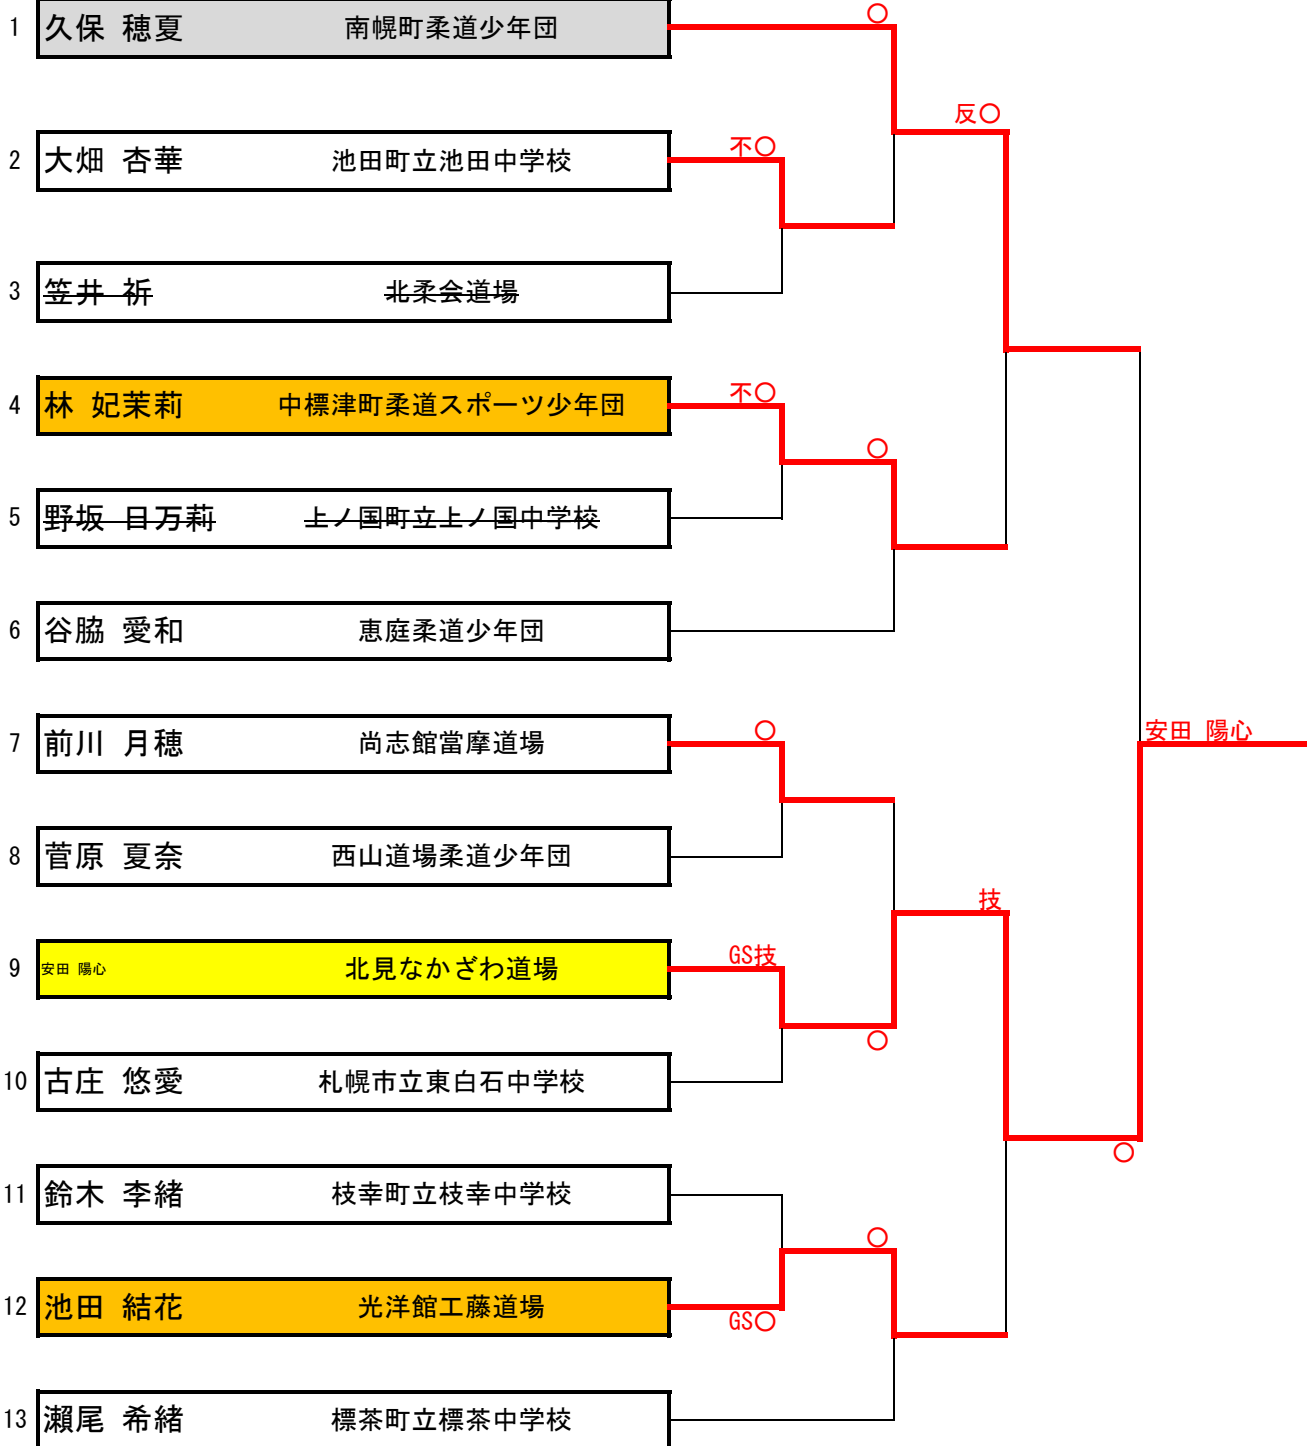 1 久保 穂夏 南幌町柔道少年団 〇
反〇
2 大畑 杏華 池田町立池田中学校 不〇
3 笠井 祈 北柔会道場
4 林 妃茉莉 中標津町柔道スポーツ少年団 不〇
〇
5 野坂 日万莉 上ノ国町立上ノ国中学校
6 谷脇 愛和 恵庭柔道少年団
7 前川 月穂 尚志館當摩道場 〇
安田 陽心
8 菅原 夏奈 西山道場柔道少年団
技
9 安田 陽心 北見なかざわ道場 GS技
〇
10 古庄 悠愛 札幌市立東白石中学校
〇
11 鈴木 李緒 枝幸町立枝幸中学校
〇
12 池田 結花 光洋館工藤道場 GS〇
13 瀬尾 希緒 標茶町立標茶中学校